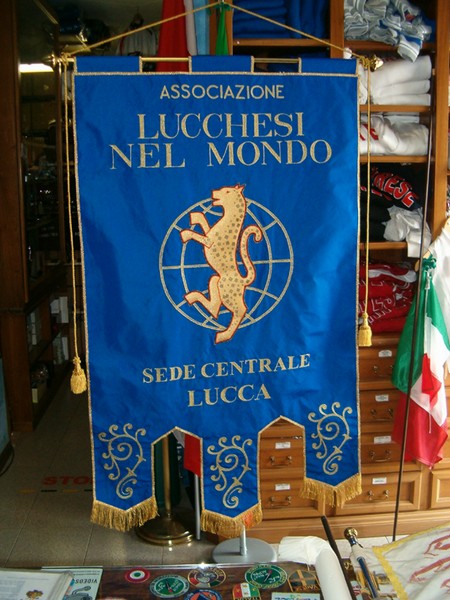 ASSOCIAZIONE
LUCCHESI
NEL MONDO
SEDE CENTRALE
LUCCA